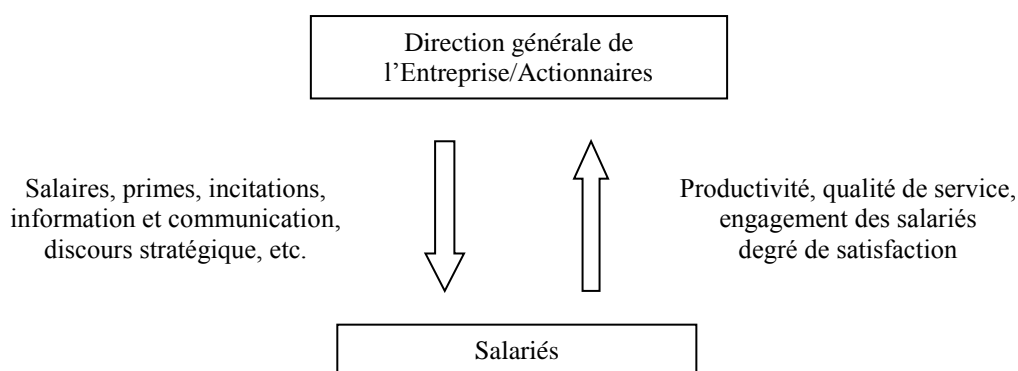 Direction générale de
l’Entreprise/Actionnaires
Salaires, primes, incitations,
information et communication,
discours stratégique, etc.
Productivité, qualité de service,
engagement des salariés
degré de satisfaction
Salariés